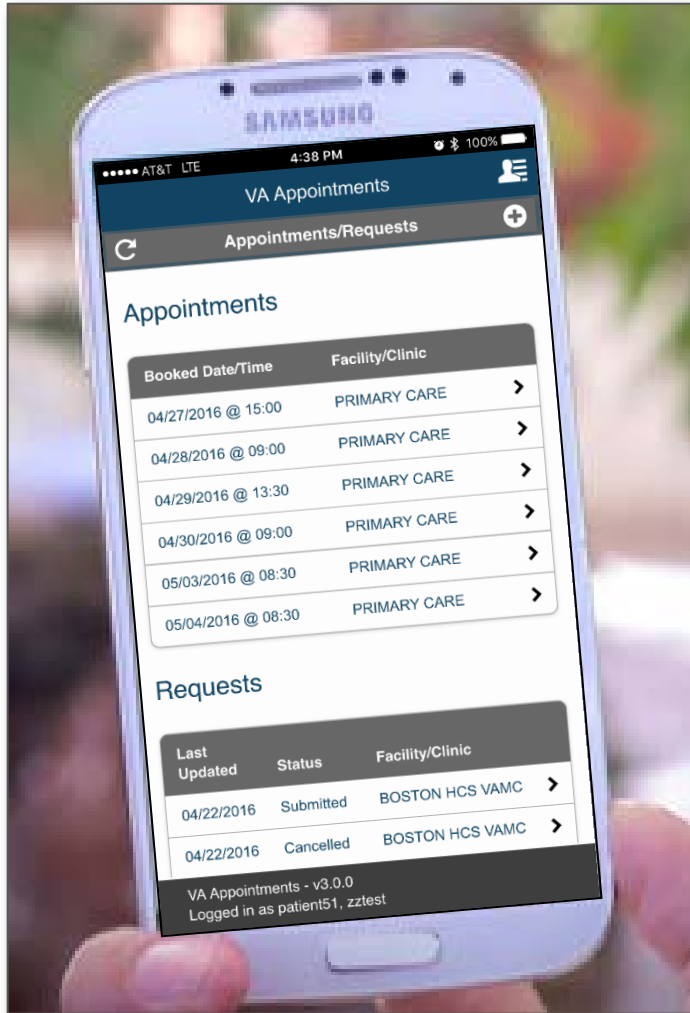 SAMSUNG
AT&T LTE 4:38 PM 100%
VA Appointments
Appointments/Requests
Appointments
Booked Date/Time Facility/Clinic
04/27/2016 @ 15:00 PRIMARY CARE
04/28/2016 @ 09:00 PRIMARY CARE
04/29/2016 @ 13:30 PRIMARY CARE
04/30/2016 @ 09:00 PRIMARY CARE
05/03/2016 @ 08:30 PRIMARY CARE
05/04/2016 @ 08:30 PRIMARY CARE
Requests
Last
Updated Status Facility/Clinic
04/22/2016 Submitted BOSTON HCS VAMC
04/22/2016 Cancelled BOSTON HCS VAMC
VA Appointments - v3.0.0
Logged in as patient51, zztest